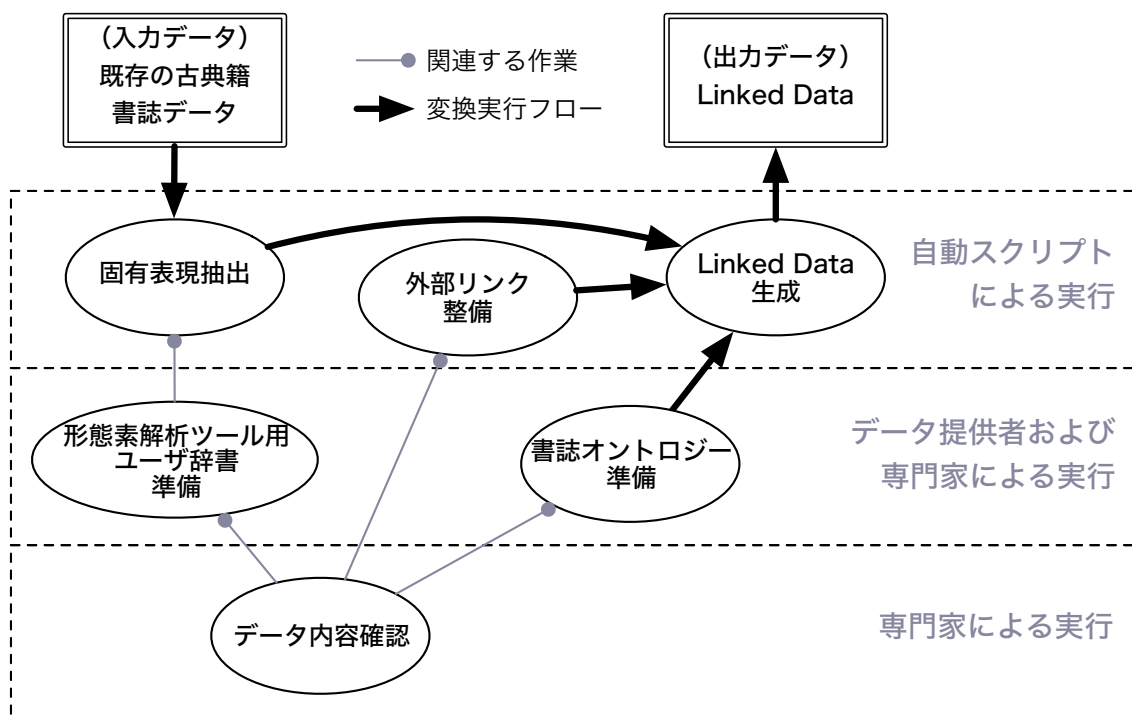 （入力データ）
既存の古典籍
書誌データ
関連する作業
変換実行フロー
（出力データ）
Linked Data
固有表現抽出
外部リンク
整備
Linked Data
生成
自動スクリプト
による実行
形態素解析ツール用
ユーザ辞書
準備
書誌オントロジー
準備
データ提供者および
専門家による実行
データ内容確認
専門家による実行